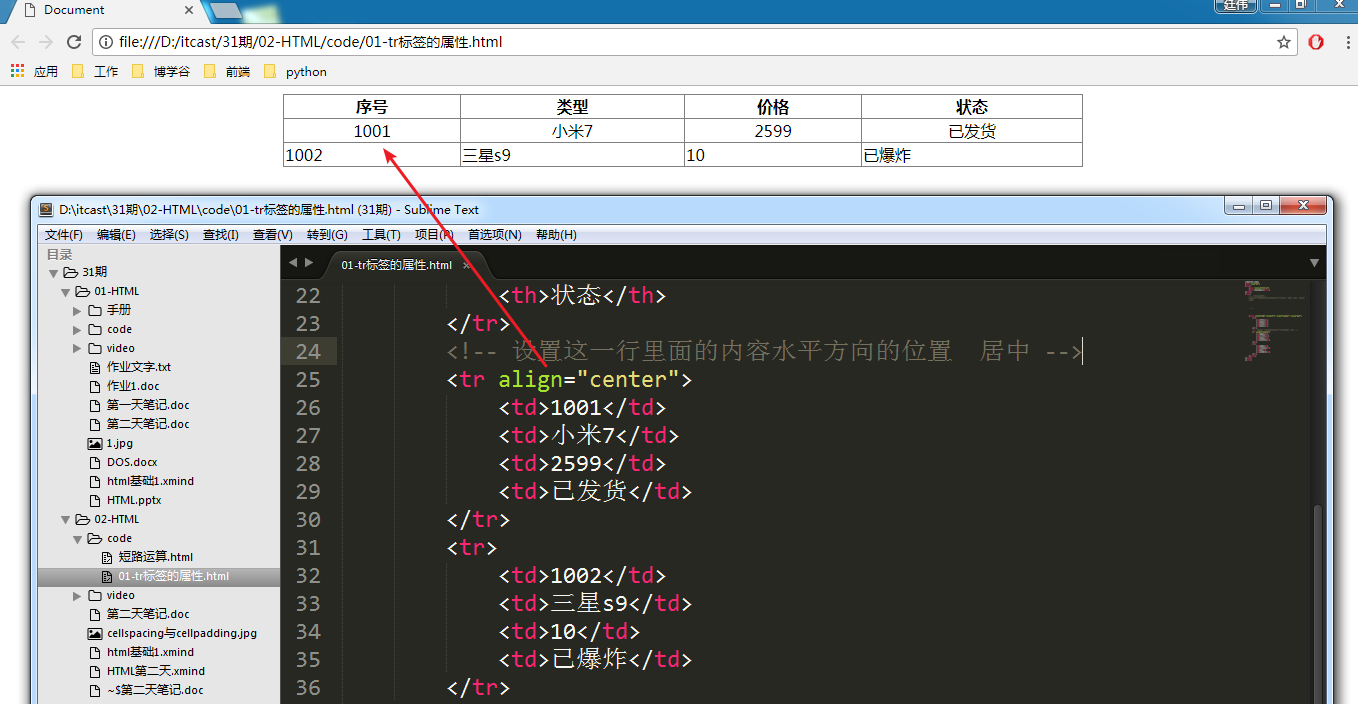 Document
廷伟
file:///D:/itcast/31期/02-HTML/code/01-tr标签的属性.html
应用 工作 博学谷 前端 python
序号 类型 价格 状态
1001 小米7 2599 已发货
1002 三星s9 10 已爆炸
D:\itcast\31期\02-HTML\code\01-tr标签的属性.html (31期) - Sublime Text
文件(F) 编辑(E) 选择(S) 查找(I) 查看(V) 转到(G) 工具(T) 项目(P) 首选项(N) 帮助(H)
目录
31期
01-HTML
手册
code
video
作业文字.txt
作业1.doc
第一天笔记.doc
第二天笔记.doc
1.jpg
DOS.docx
html基础1.xmind
HTML.pptx
02-HTML
code
短路运算.html
01-tr标签的属性.html
video
第二天笔记.doc
cellspacing与cellpadding.jpg
html基础1.xmind
HTML第二天.xmind
~$第二天笔记.doc
01-tr标签的属性.html
22 <th>状态</th>
23 </tr>
24 <!-- 设置这一行里面的内容水平方向的位置  居中 -->
25 <tr align="center">
26 <td>1001</td>
27 <td>小米7</td>
28 <td>2599</td>
29 <td>已发货</td>
30 </tr>
31 <tr>
32 <td>1002</td>
33 <td>三星s9</td>
34 <td>10</td>
35 <td>已爆炸</td>
36 </tr>